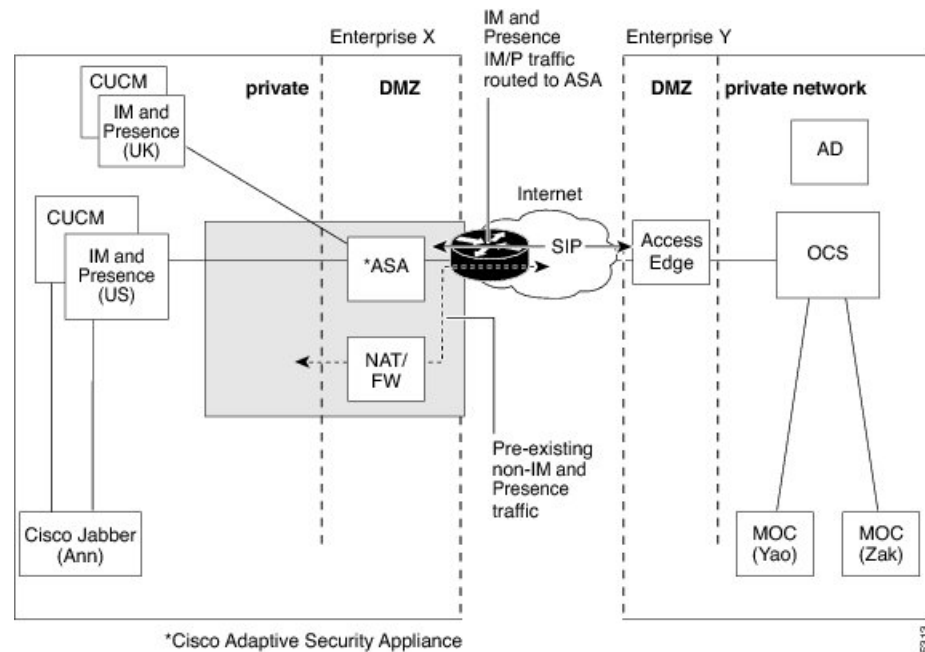 Enterprise X
IM and
Presence
IM/P traffic
routed to ASA
Enterprise Y
CUCM
IM and
Presence
(UK)
private
DMZ
DMZ
private network
AD
CUCM
IM and
Presence
(US)
*ASA
Internet
SIP
Access
Edge
OCS
NAT/
FW
Pre-existing
non-IM and
Presence
traffic
Cisco Jabber
(Ann)
MOC
(Yao)
MOC
(Zak)
*Cisco Adaptive Security Appliance